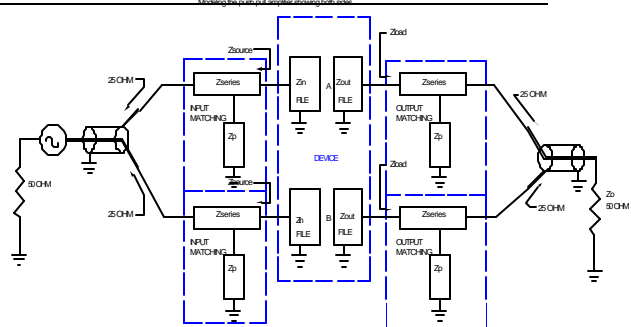 Modeling the push pull amplifier showing both sides
Zload
Zsource
25 OHM
Zseries
Zin
A
Zout
Zseries
25 OHM
INPUT
MATCHING
FILE
FILE
OUTPUT
MATCHING
Zp
Zp
DEVICE
Zload
50 OHM
Zsource
Zo
50 OHM
25 OHM
Zseries
Zin
B
Zout
Zseries
25 OHM
INPUT
MATCHING
FILE
FILE
OUTPUT
MATCHING
Zp
Zp